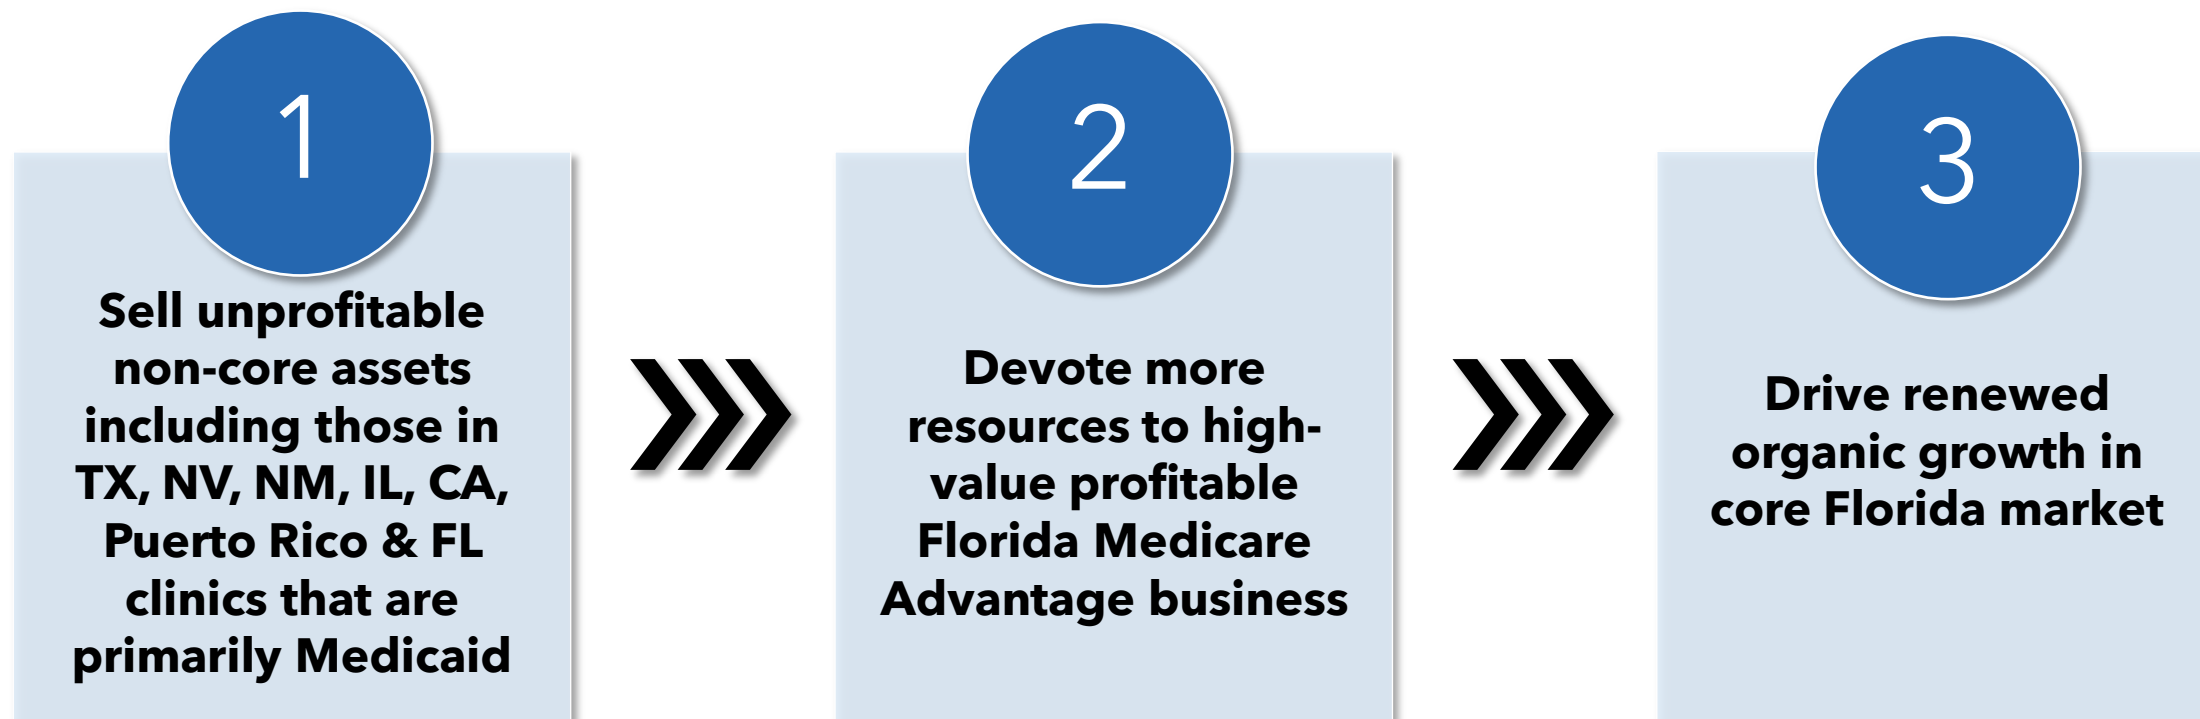 1
Sell unprofitable
non-core assets
including those in
TX, NV, NM, IL, CA,
Puerto Rico & FL
clinics that are
primarily Medicaid
2
Devote more
resources to high-
value profitable
Florida Medicare
Advantage business
3
Drive renewed
organic growth in
core Florida market